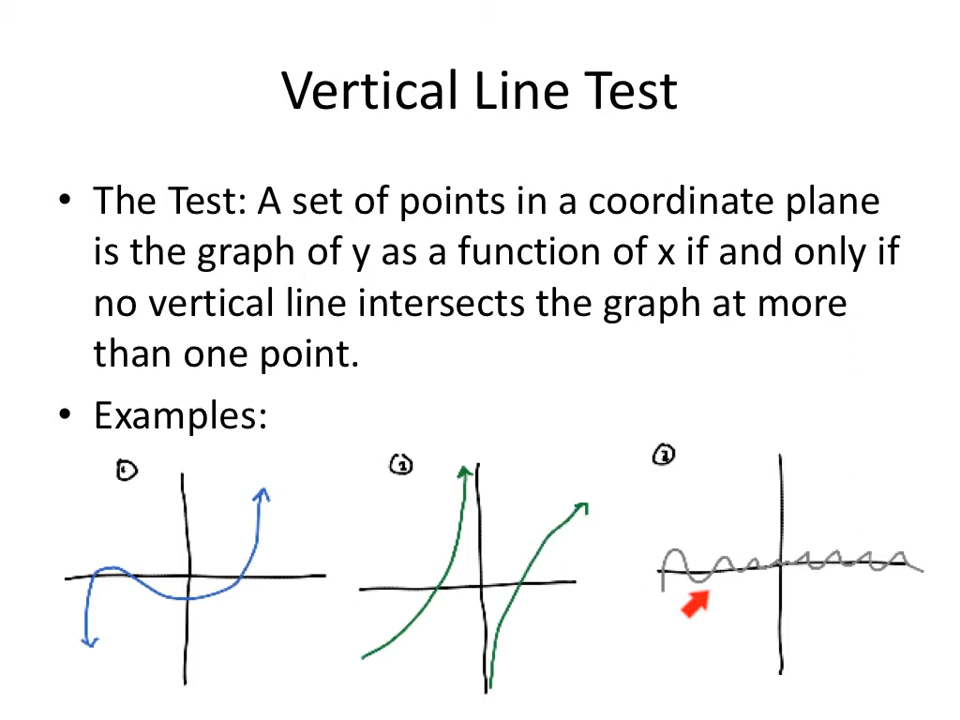 Vertical Line Test
• The Test: A set of points in a coordinate plane
is the graph of y as a function of x if and only if
no vertical line intersects the graph at more
than one point.
• Examples: